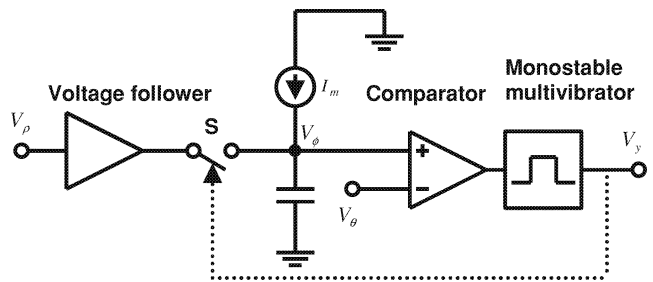 Voltage follower
V_ρ
S
I_m
V_ϕ
Comparator
+
−
V_θ
Monostable
multivibrator
V_y